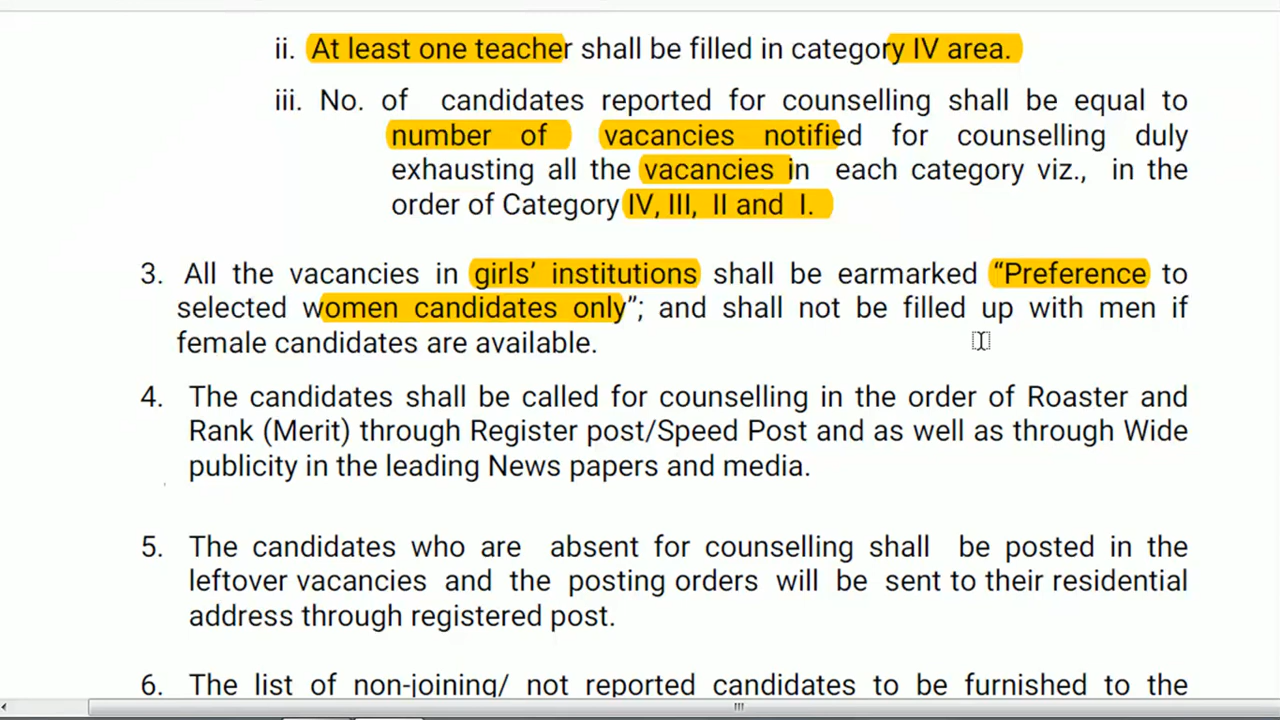 ii. At least one teacher shall be filled in category IV area.
iii. No. of candidates reported for counselling shall be equal to
number of vacancies notified for counselling duly
exhausting all the vacancies in each category viz., in the
order of Category IV, III, II and I.
3. All the vacancies in girls’ institutions shall be earmarked “Preference to
selected women candidates only”; and shall not be filled up with men if
female candidates are available.
4. The candidates shall be called for counselling in the order of Roaster and
Rank (Merit) through Register post/Speed Post and as well as through Wide
publicity in the leading News papers and media.
5. The candidates who are absent for counselling shall be posted in the
leftover vacancies and the posting orders will be sent to their residential
address through registered post.
6. The list of non-joining/ not reported candidates to be furnished to the